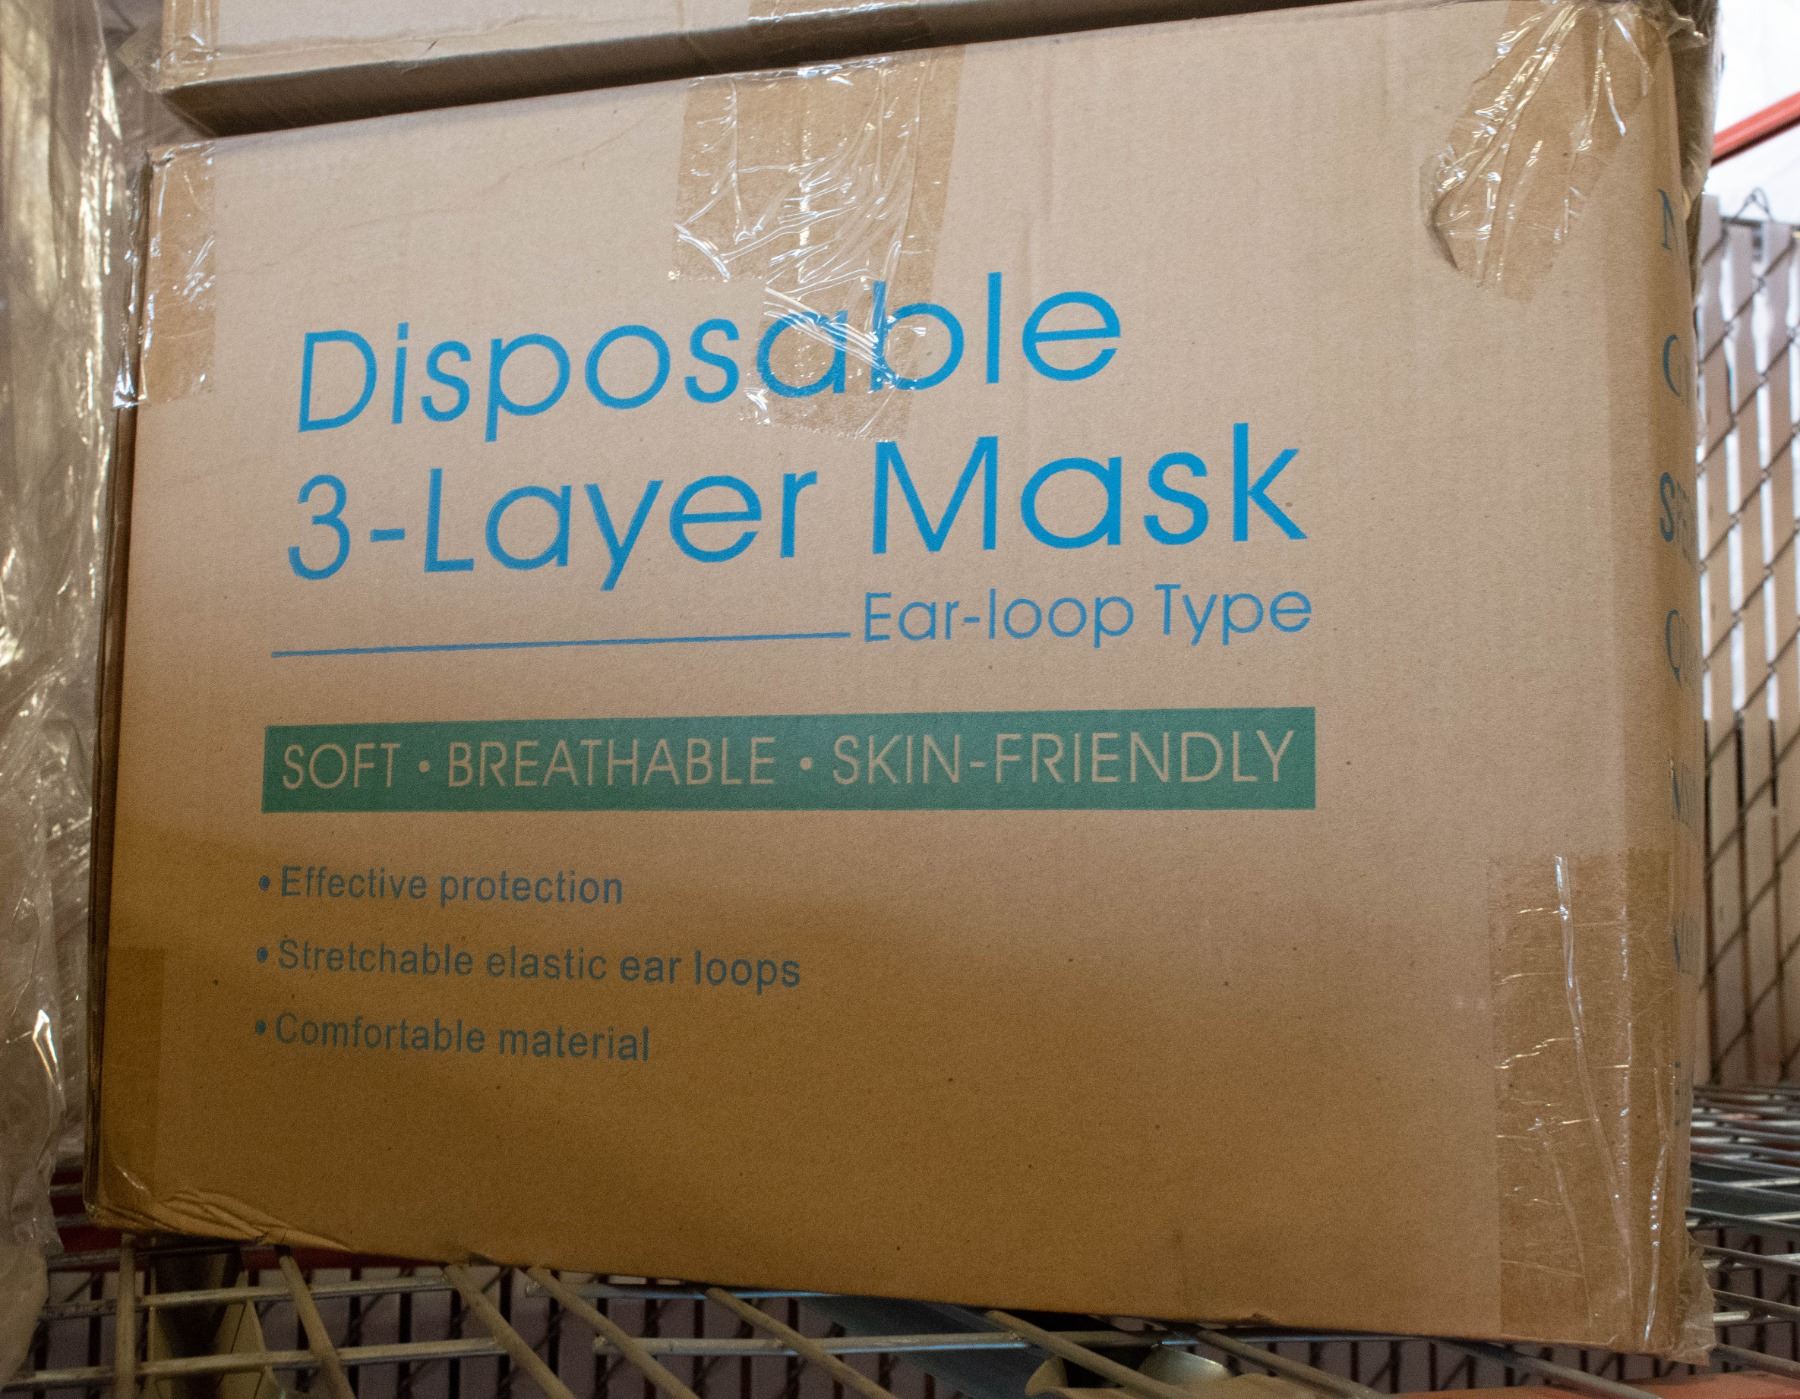 Disposable
3-Layer Mask
Ear-loop Type
SOFT • BREATHABLE • SKIN-FRIENDLY
• Effective protection
• Stretchable elastic ear loops
• Comfortable material